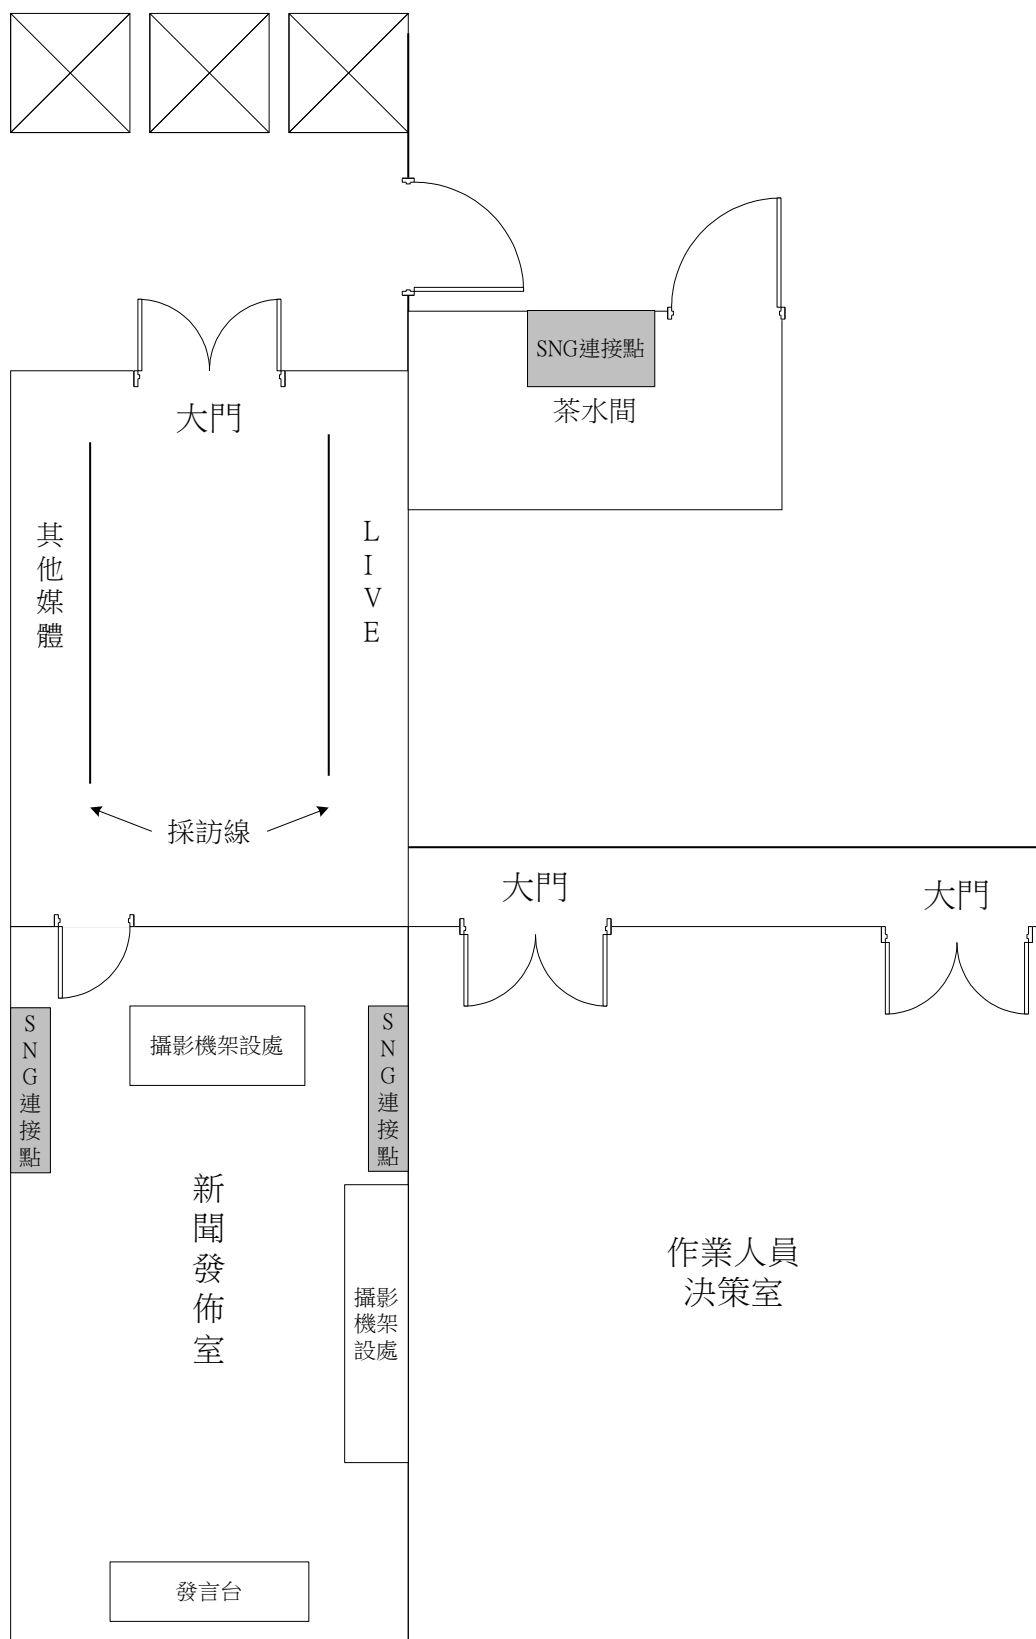 SNG連接點
大門
茶水間
其他媒體
LIVE
採訪線
大門
大門
SNG連接點
攝影機架設處
SNG連接點
新聞發佈室
攝影
機架
設處
作業人員
決策室
發言台